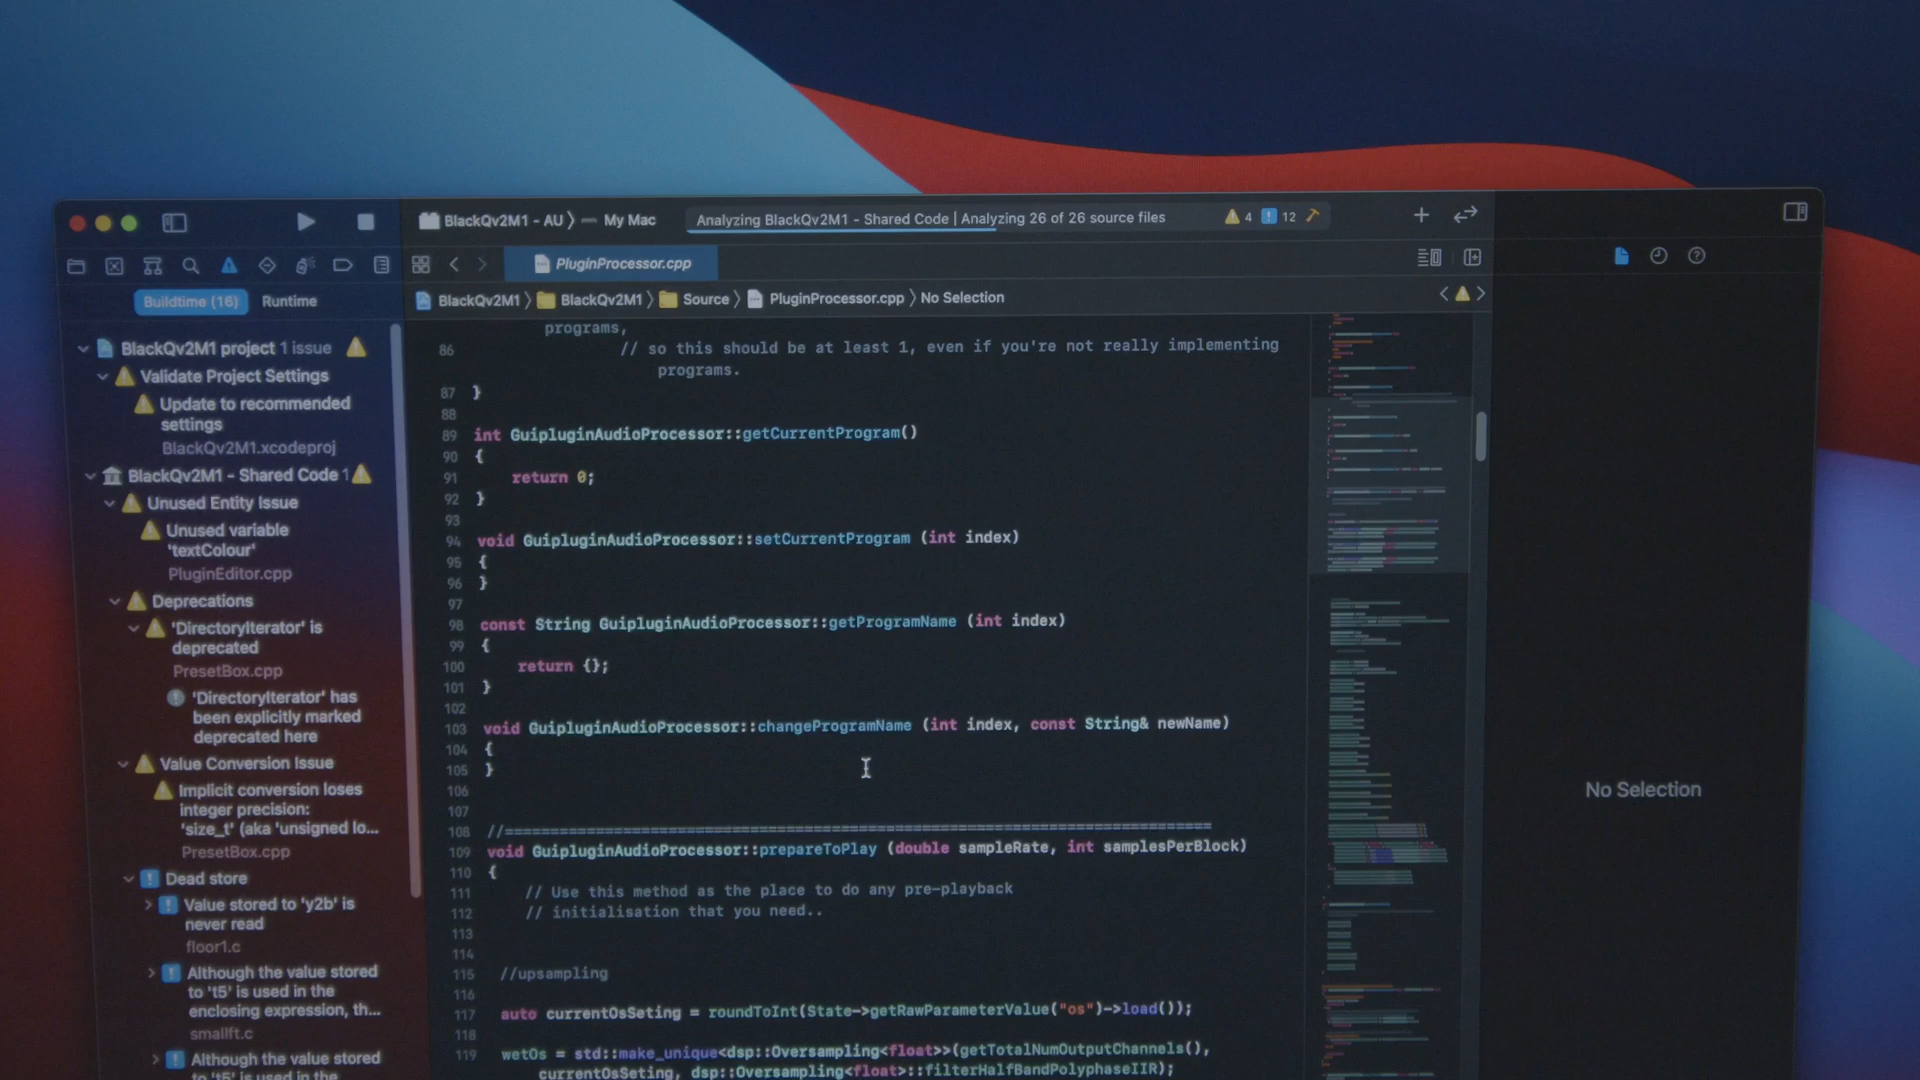 BlackQv2M1 - AU 〉 My Mac
Analyzing BlackQv2M1 - Shared Code | Analyzing 26 of 26 source files
4
12
PluginProcessor.cpp
Buildtime (16)
Runtime
BlackQv2M1 〉 BlackQv2M1 〉 Source 〉 PluginProcessor.cpp 〉 No Selection
BlackQv2M1 project 1 issue
Validate Project Settings
Update to recommended
settings
BlackQv2M1.xcodeproj
BlackQv2M1 - Shared Code 1
Unused Entity Issue
Unused variable
'textColour'
PluginEditor.cpp
Deprecations
'DirectoryIterator' is
deprecated
PresetBox.cpp
'DirectoryIterator' has
been explicitly marked
deprecated here
Value Conversion Issue
Implicit conversion loses
integer precision:
'size_t' (aka 'unsigned lo...
PresetBox.cpp
Dead store
Value stored to 'y2b' is
never read
floor1.c
Although the value stored
to 't5' is used in the
enclosing expression, th...
smallft.c
Although the value stored
to 't5' is used in the
programs,
86 // so this should be at least 1, even if you're not really implementing
programs.
87 }
88
89 int GuipluginAudioProcessor::getCurrentProgram()
90 {
91 return 0;
92 }
93
94 void GuipluginAudioProcessor::setCurrentProgram (int index)
95 {
96 }
97
98 const String GuipluginAudioProcessor::getProgramName (int index)
99 {
100 return {};
101 }
102
103 void GuipluginAudioProcessor::changeProgramName (int index, const String& newName)
104 {
105 }
106
107
108 //==============================================================================
109 void GuipluginAudioProcessor::prepareToPlay (double sampleRate, int samplesPerBlock)
110 {
111 // Use this method as the place to do any pre-playback
112 // initialisation that you need..
113
114
115 //upsampling
116
117 auto currentOsSeting = roundToInt(State->getRawParameterValue("os")->load());
118
119 wetOs = std::make_unique<dsp::Oversampling<float>>(getTotalNumOutputChannels(),
currentOsSeting, dsp::Oversampling<float>::filterHalfBandPolyphaseIIR);
No Selection